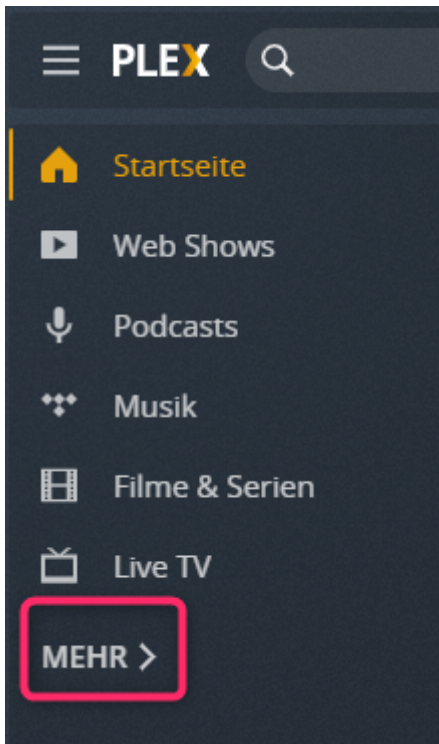 PLEX
Startseite
Web Shows
Podcasts
Musik
Filme & Serien
Live TV
MEHR >